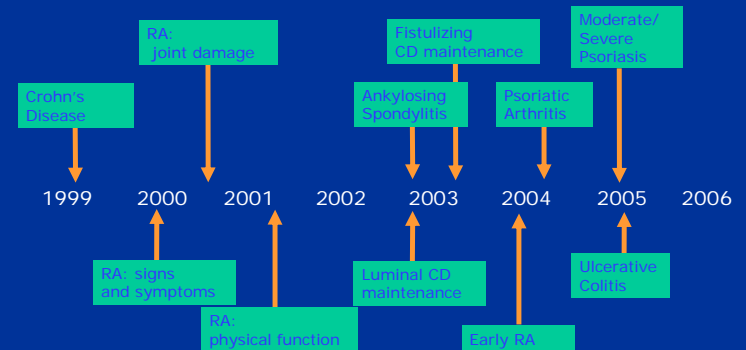 RA:
joint damage
Fistulizing
CD maintenance
Moderate/
Severe
Psoriasis
Crohn's
Disease
Ankylosing
Spondylitis
Psoriatic
Arthritis
1999 2000 2001 2002 2003 2004 2005 2006
RA: signs
and symptoms
Luminal CD
maintenance
Ulcerative
Colitis
RA:
physical function
Early RA